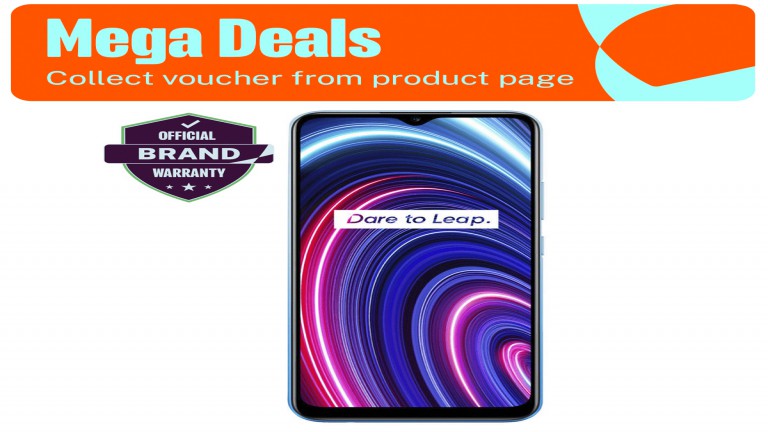 Mega Deals
Collect voucher from product page
OFFICIAL
BRAND
WARRANTY
Dare to Leap.